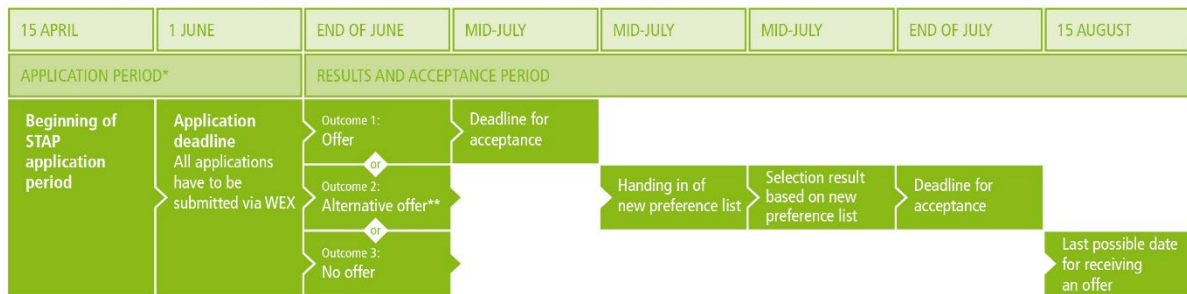 15 APRIL
1 JUNE
END OF JUNE
MID-JULY
MID-JULY
MID-JULY
END OF JULY
15 AUGUST
APPLICATION PERIOD*
RESULTS AND ACCEPTANCE PERIOD
Beginning of
STAP
application
period
Application
deadline
All applications
have to be
submitted via WEX
Outcome 1:
Offer
Deadline for
acceptance
or
Outcome 2:
Alternative offer**
Handing in of
new preference list
Selection result
based on new
preference list
Deadline for
acceptance
or
Outcome 3:
No offer
Last possible date
for receiving
an offer